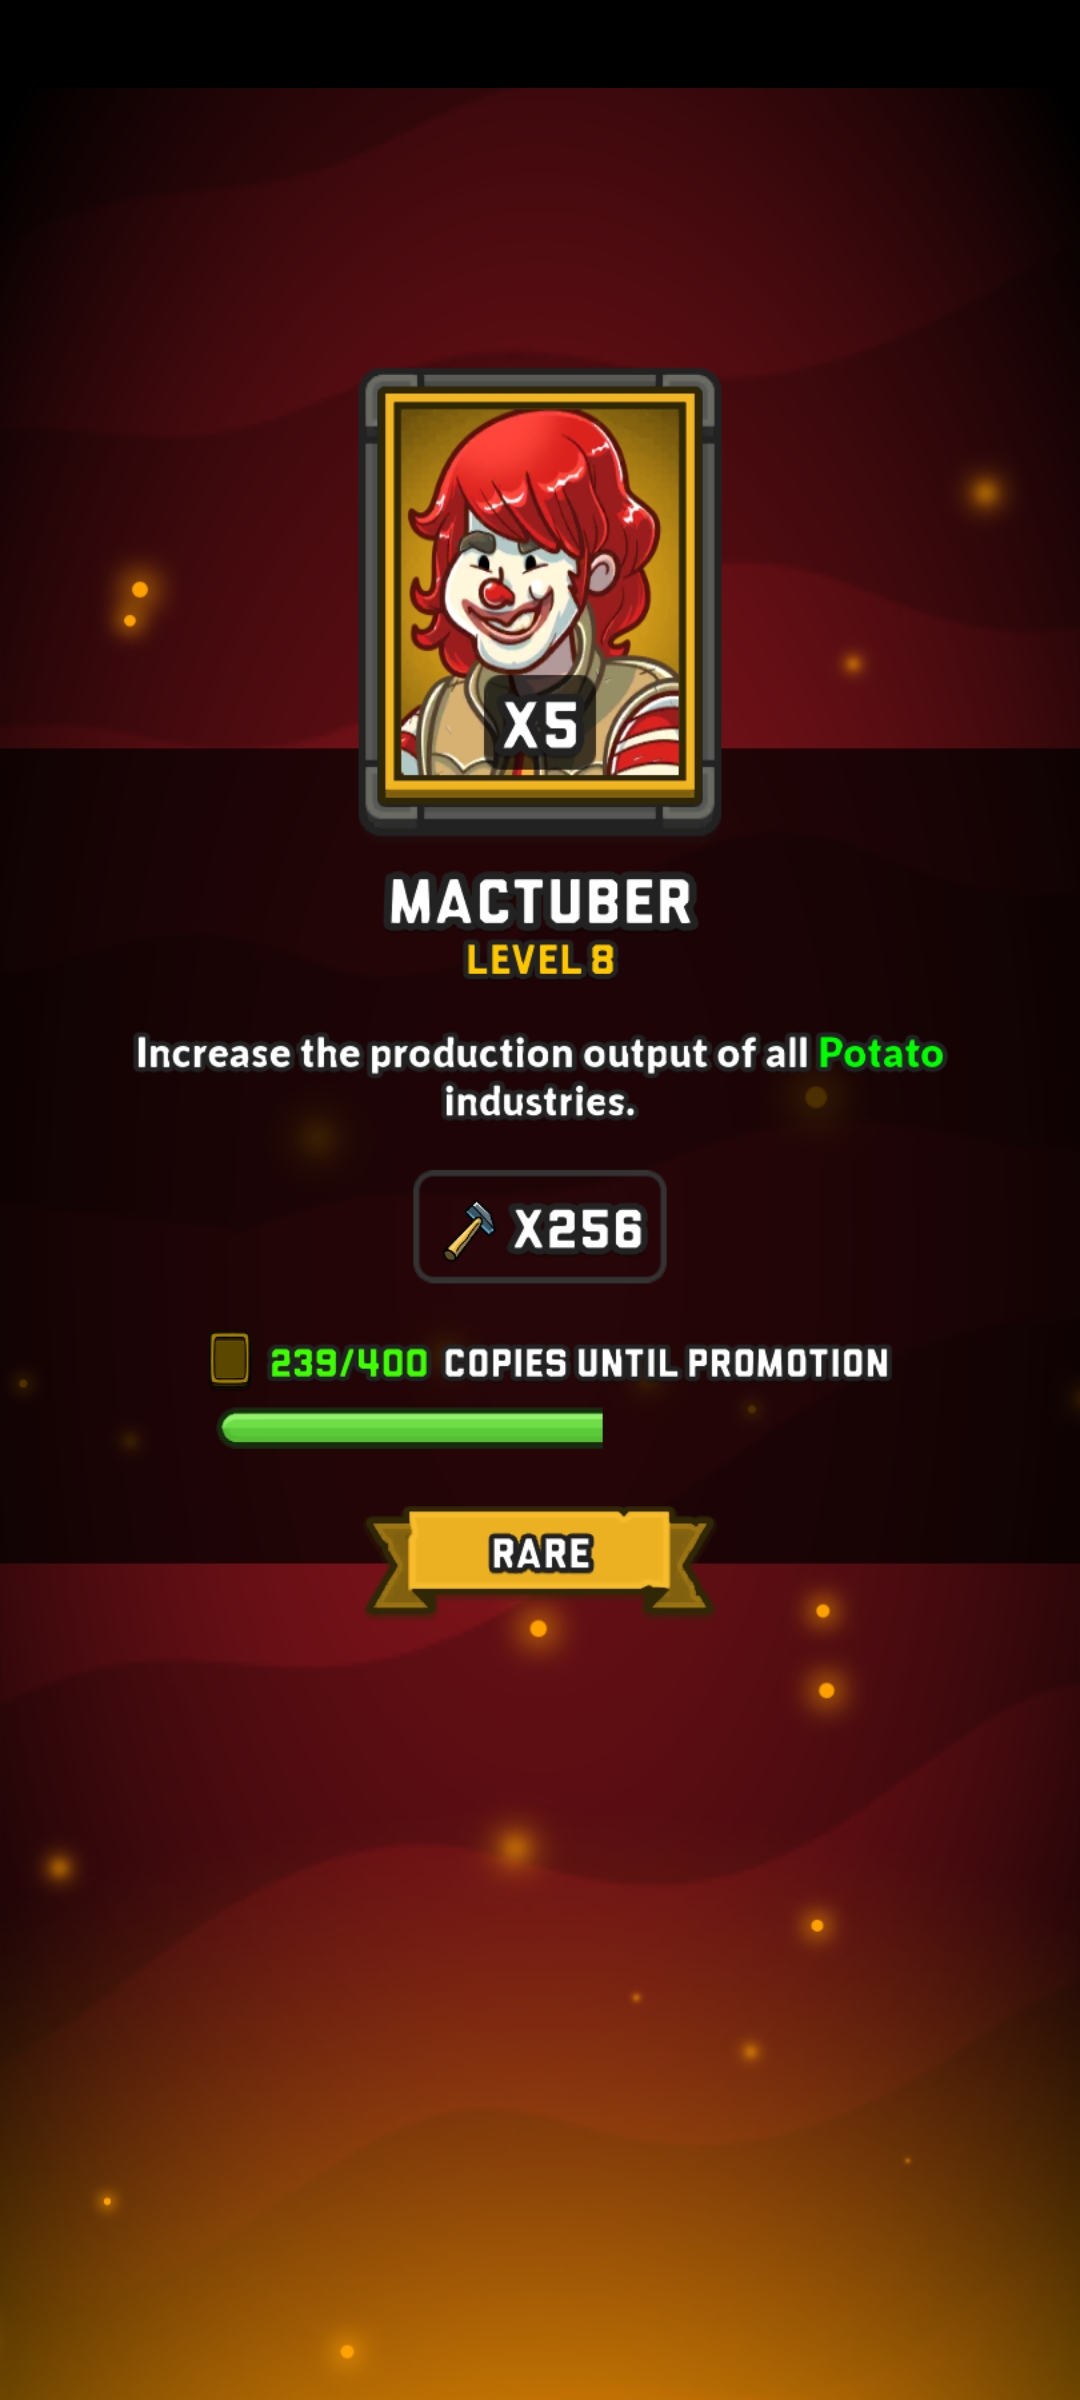 X5
MACTUBER
LEVEL 8
Increase the production output of all Potato
industries.
X256
239/400 COPIES UNTIL PROMOTION
RARE